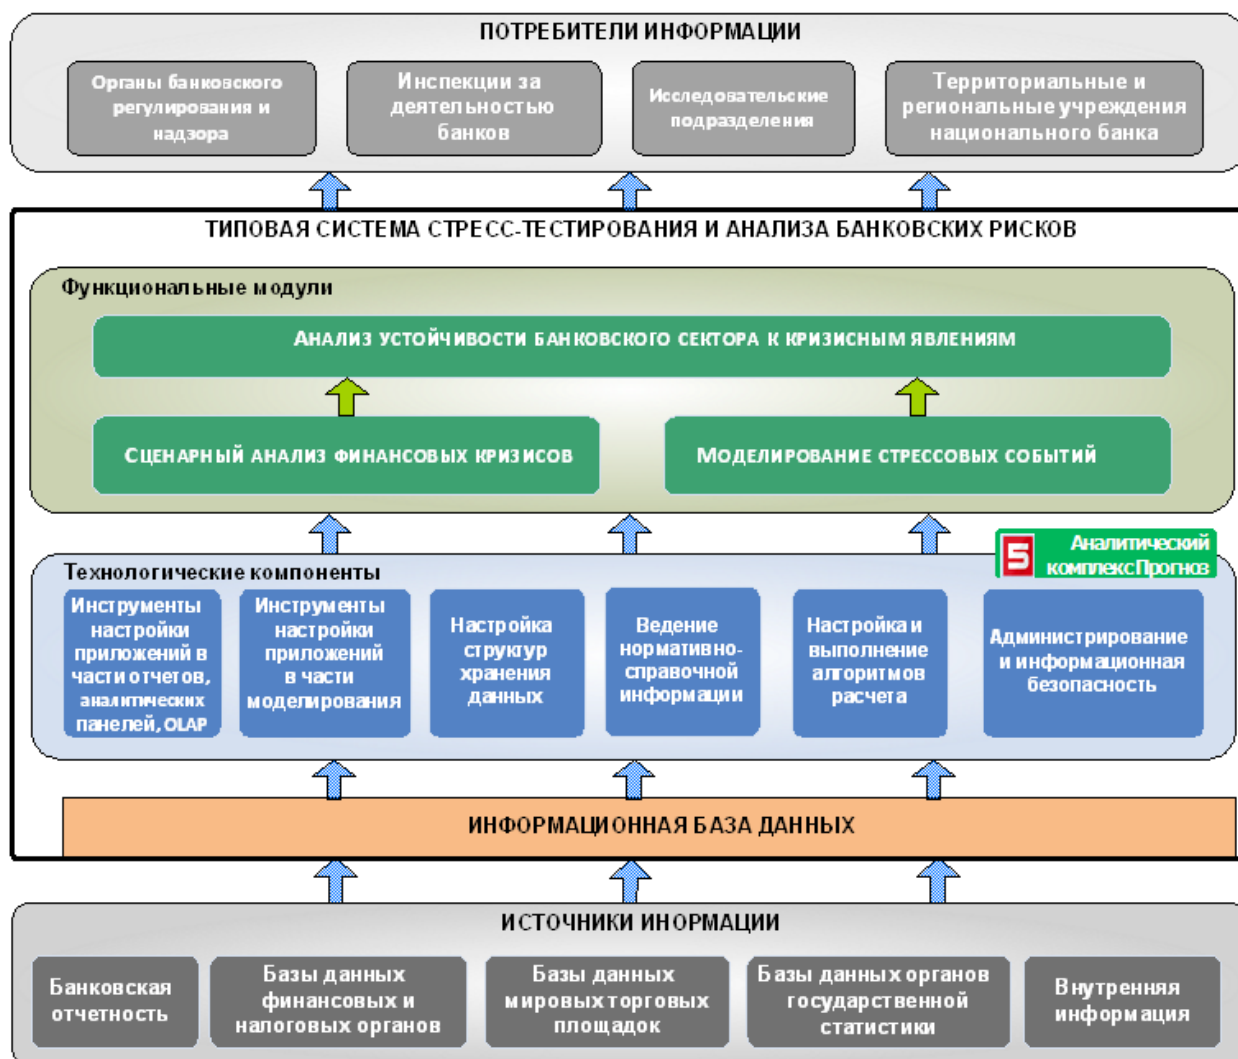 ПОТРЕБИТЕЛИ ИНФОРМАЦИИ
Органы банковского
регулирования и
надзора
Инспекции за
деятельностью
банков
Исследовательские
подразделения
Территориальные и
региональные учреждения
национального банка
ТИПОВАЯ СИСТЕМА СТРЕСС-ТЕСТИРОВАНИЯ И АНАЛИЗА БАНКОВСКИХ РИСКОВ
Функциональные модули
АНАЛИЗ УСТОЙЧИВОСТИ БАНКОВСКОГО СЕКТОРА К КРИЗИСНЫМ ЯВЛЕНИЯМ
СЦЕНАРНЫЙ АНАЛИЗ ФИНАНСОВЫХ КРИЗИСОВ
МОДЕЛИРОВАНИЕ СТРЕССОВЫХ СОБЫТИЙ
5 Аналитический
комплекс Прогноз
Технологические компоненты
Инструменты
настройки
приложений в
части отчетов,
аналитических
панелей, OLAP
Инструменты
настройки
приложений
в части
моделирования
Настройка
структур
хранения
данных
Ведение
нормативно-
справочной
информации
Настройка и
выполнение
алгоритмов
расчета
Администрирование
и информационная
безопасность
ИНФОРМАЦИОННАЯ БАЗА ДАННЫХ
ИСТОЧНИКИ ИНОРМАЦИИ
Банковская
отчетность
Базы данных
финансовых и
налоговых органов
Базы данных
мировых торговых
площадок
Базы данных органов
государственной
статистики
Внутренняя
информация